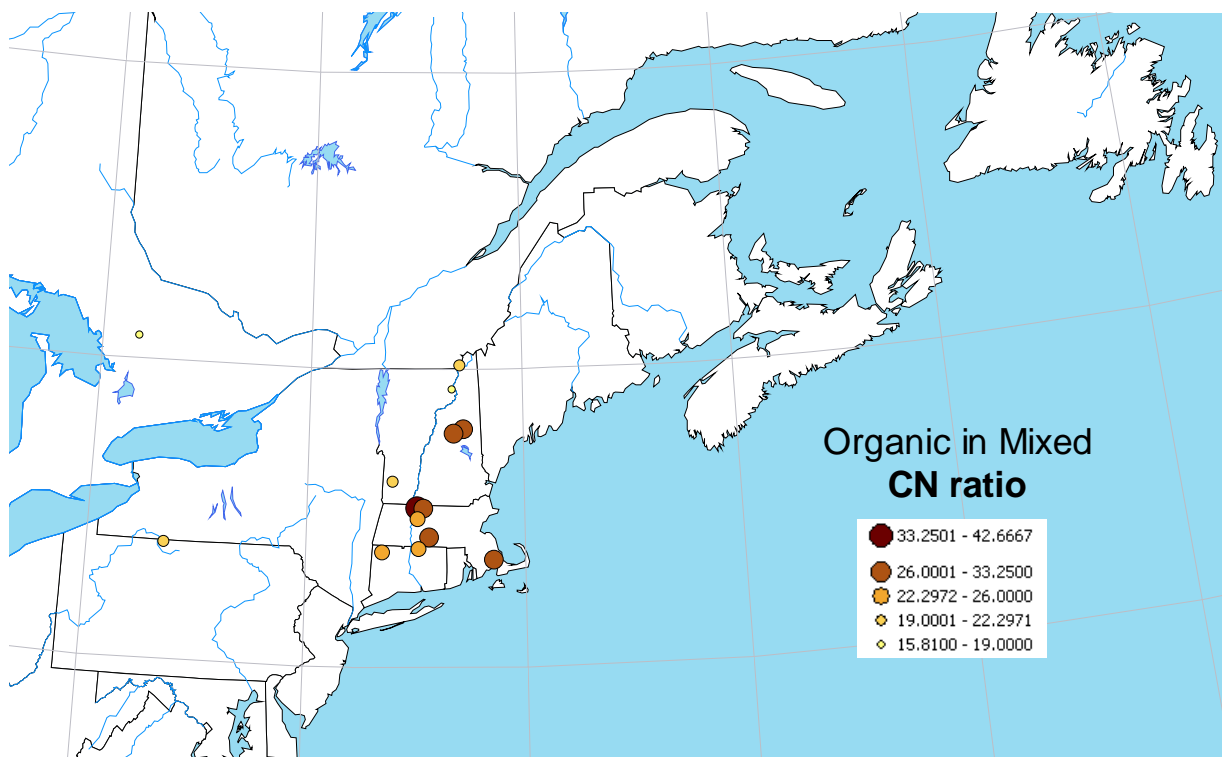 Organic in Mixed
CN ratio
33.2501 - 42.6667
26.0001 - 33.2500
22.2972 - 26.0000
19.0001 - 22.2971
15.8100 - 19.0000